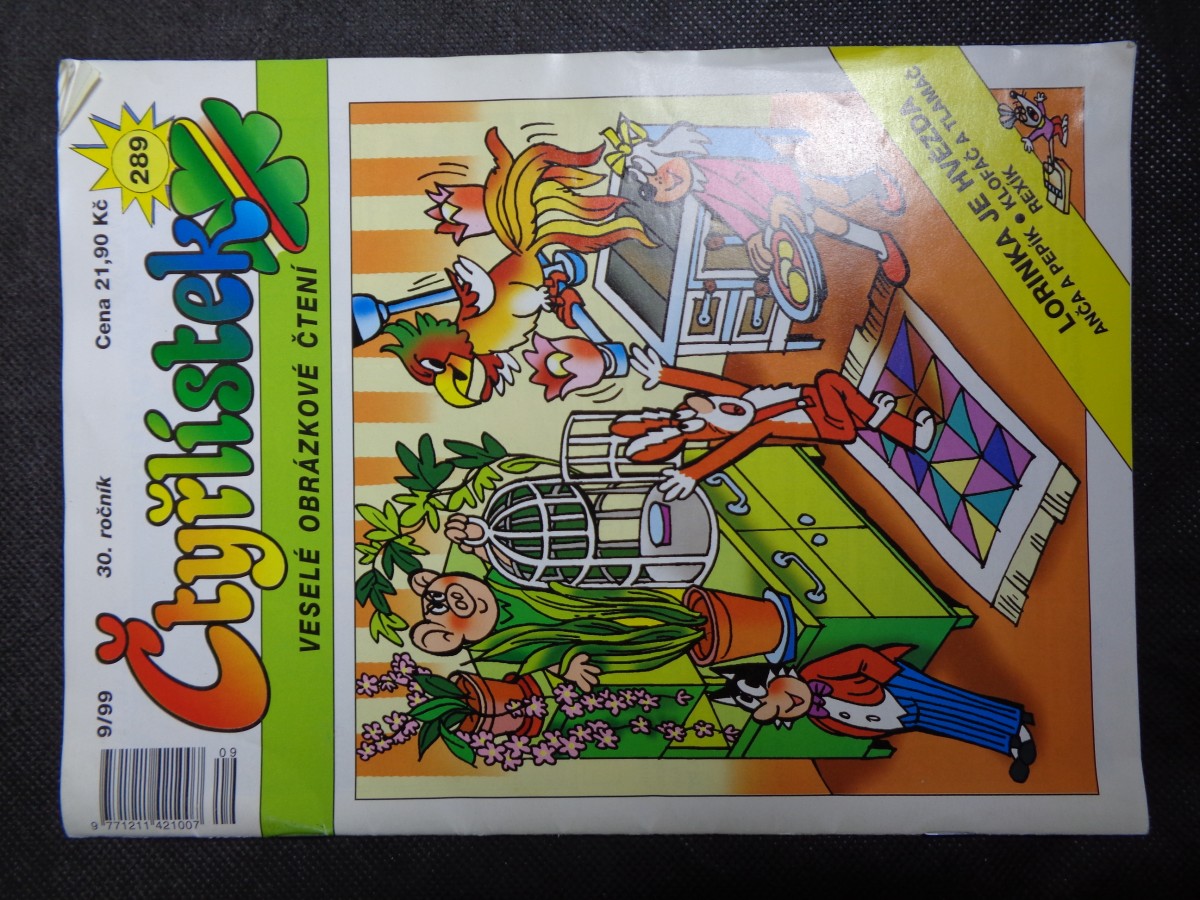 9/99 30. ročník Cena 21,90 Kč
289
Čtyřlístek
VESELÉ OBRÁZKOVÉ ČTENÍ
09
9 771211 421007
LORINKA JE HVĚZDA
ANČA A PEPÍK • KLOFÁČ A TLAMÁČ
REXÍK